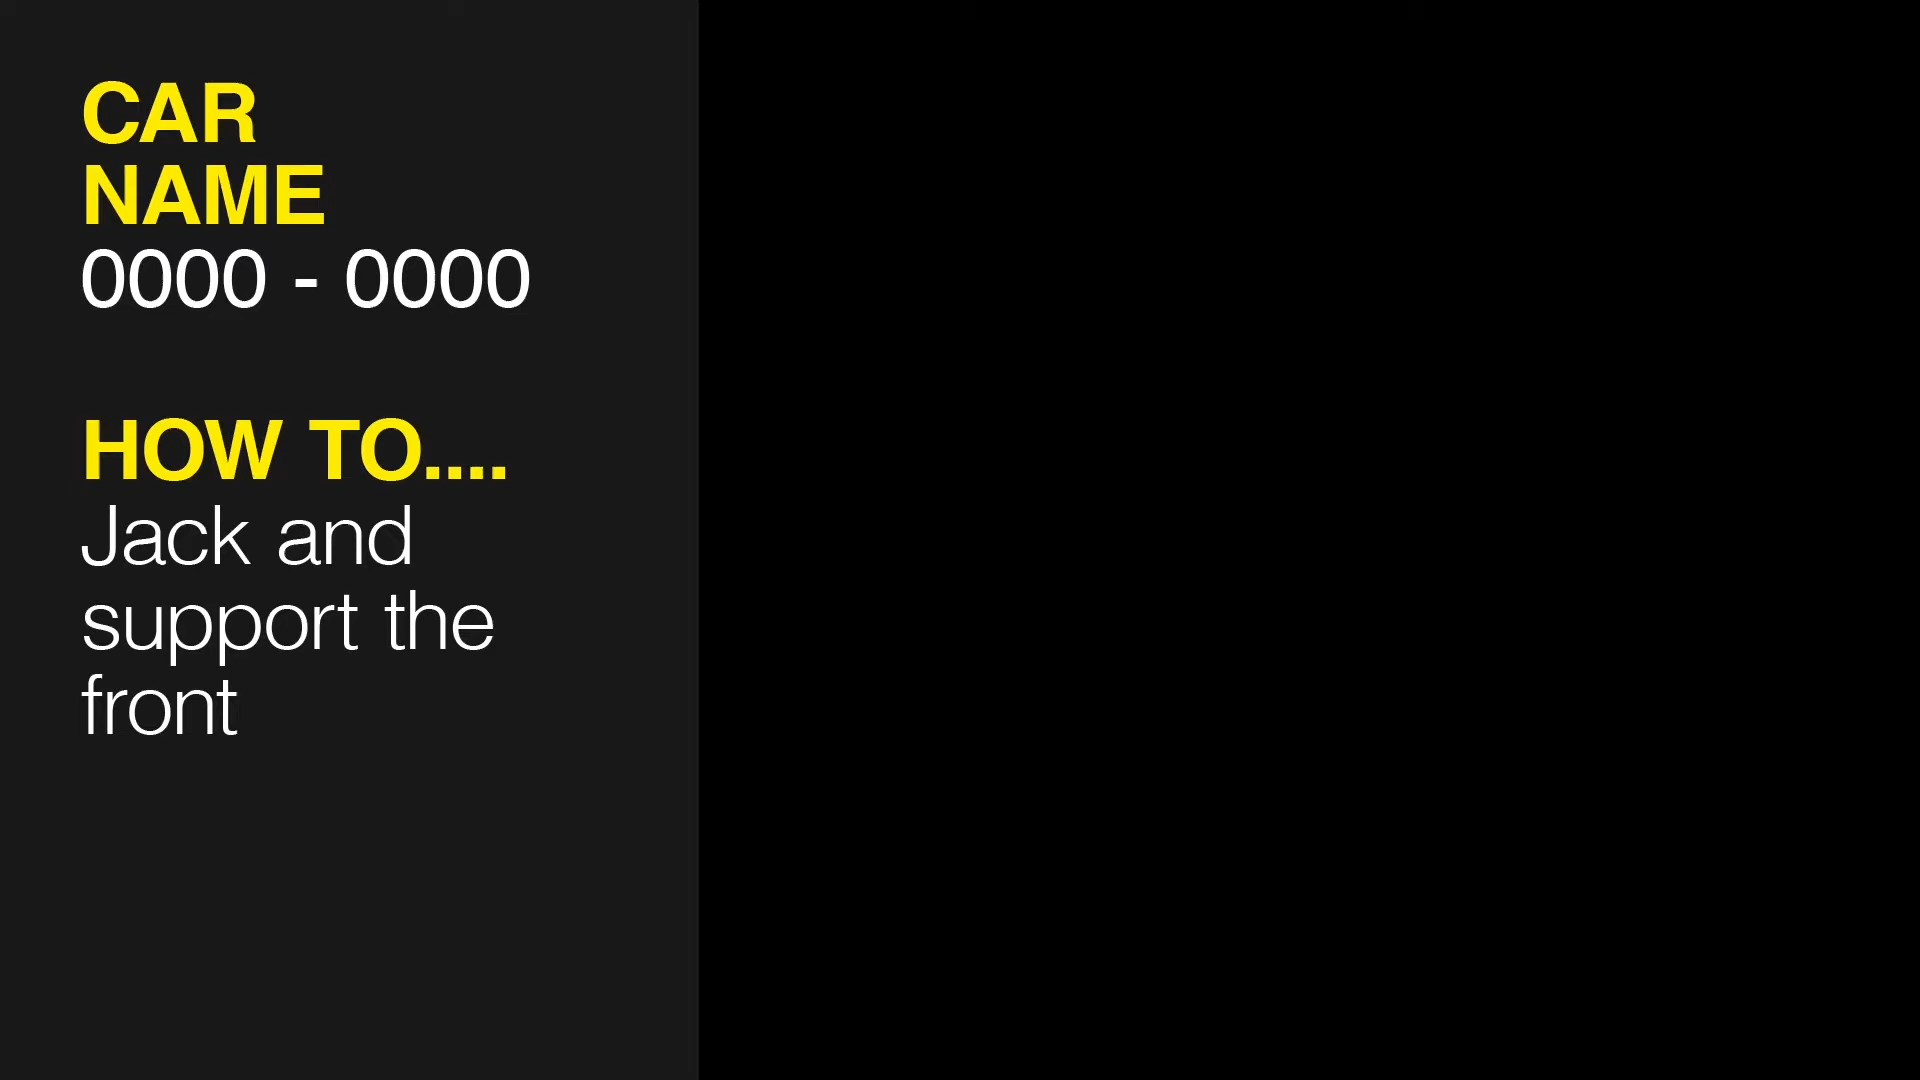 CAR
NAME
0000 - 0000
HOW TO....
Jack and
support the
front